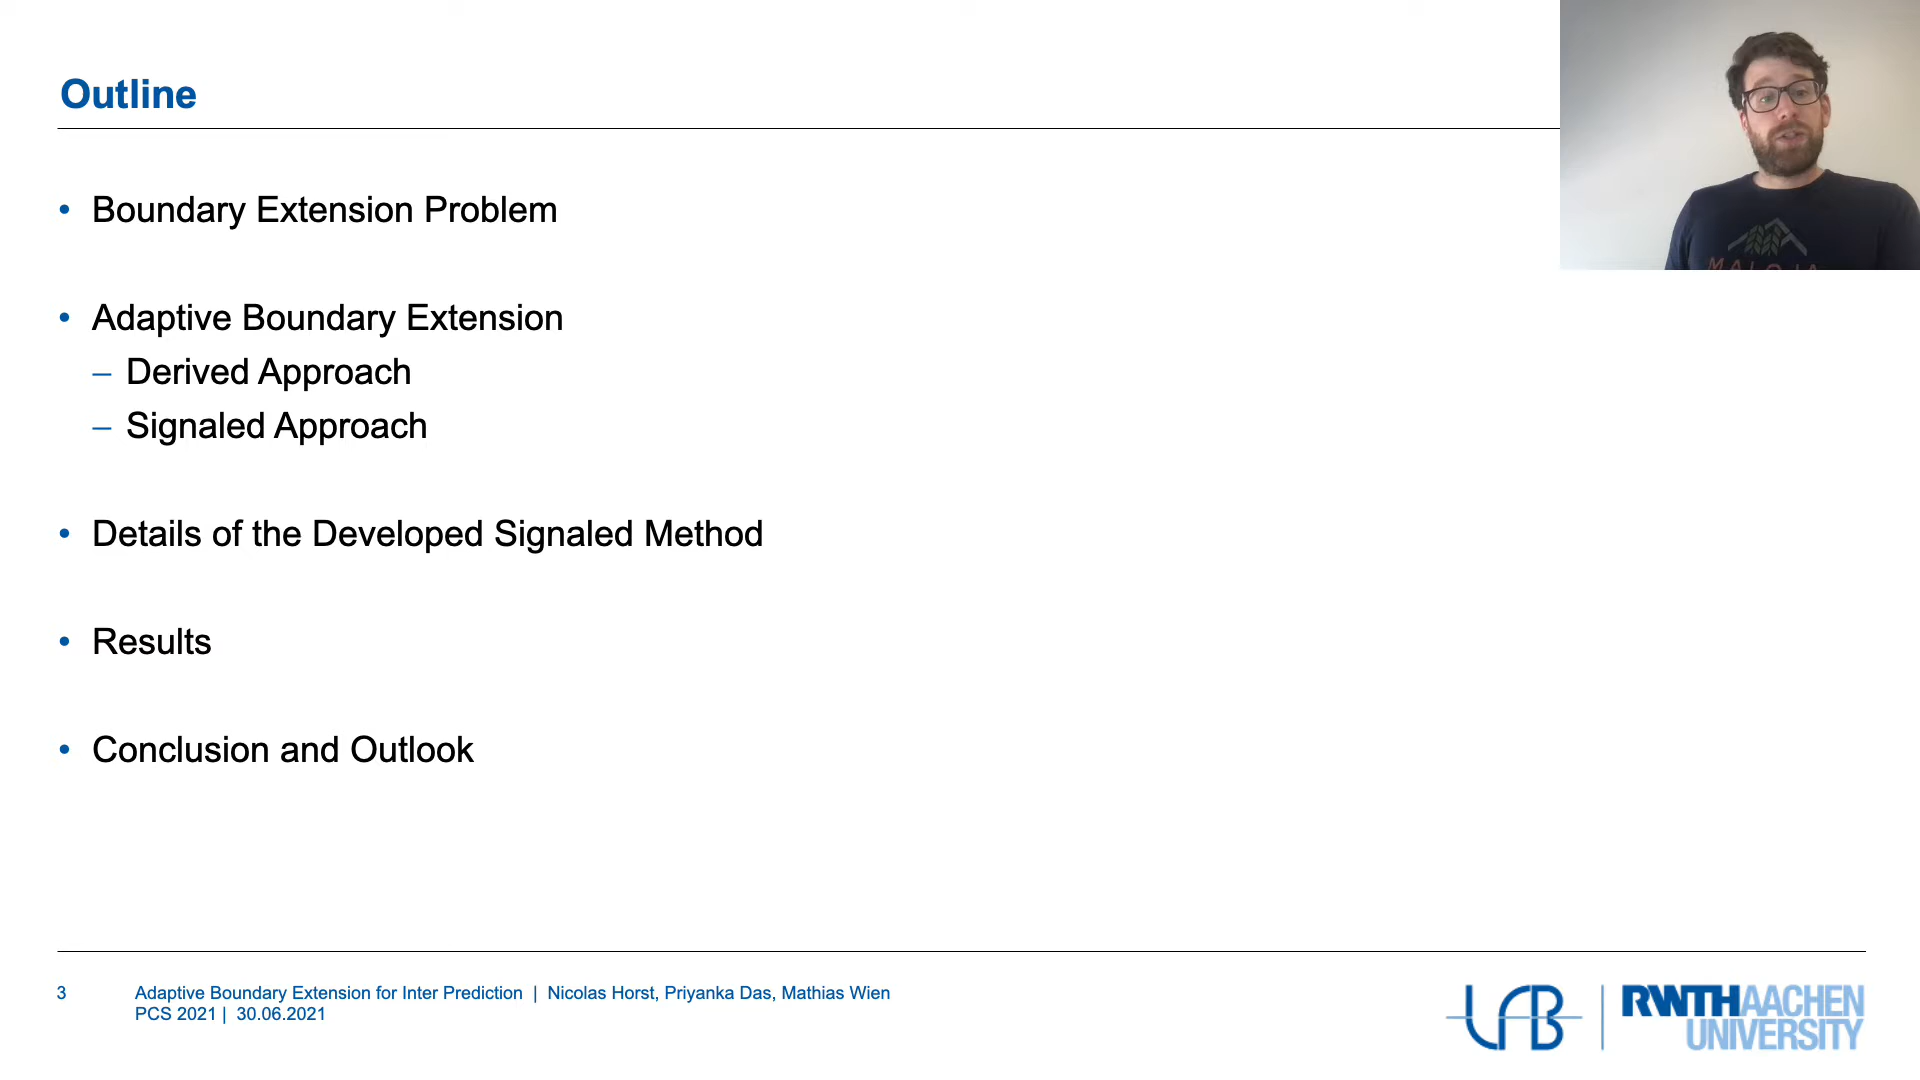 Outline
• Boundary Extension Problem
• Adaptive Boundary Extension
– Derived Approach
– Signaled Approach
• Details of the Developed Signaled Method
• Results
• Conclusion and Outlook
MALOJA
3 Adaptive Boundary Extension for Inter Prediction | Nicolas Horst, Priyanka Das, Mathias Wien
PCS 2021 | 30.06.2021
LFB
RWTHAACHEN
UNIVERSITY